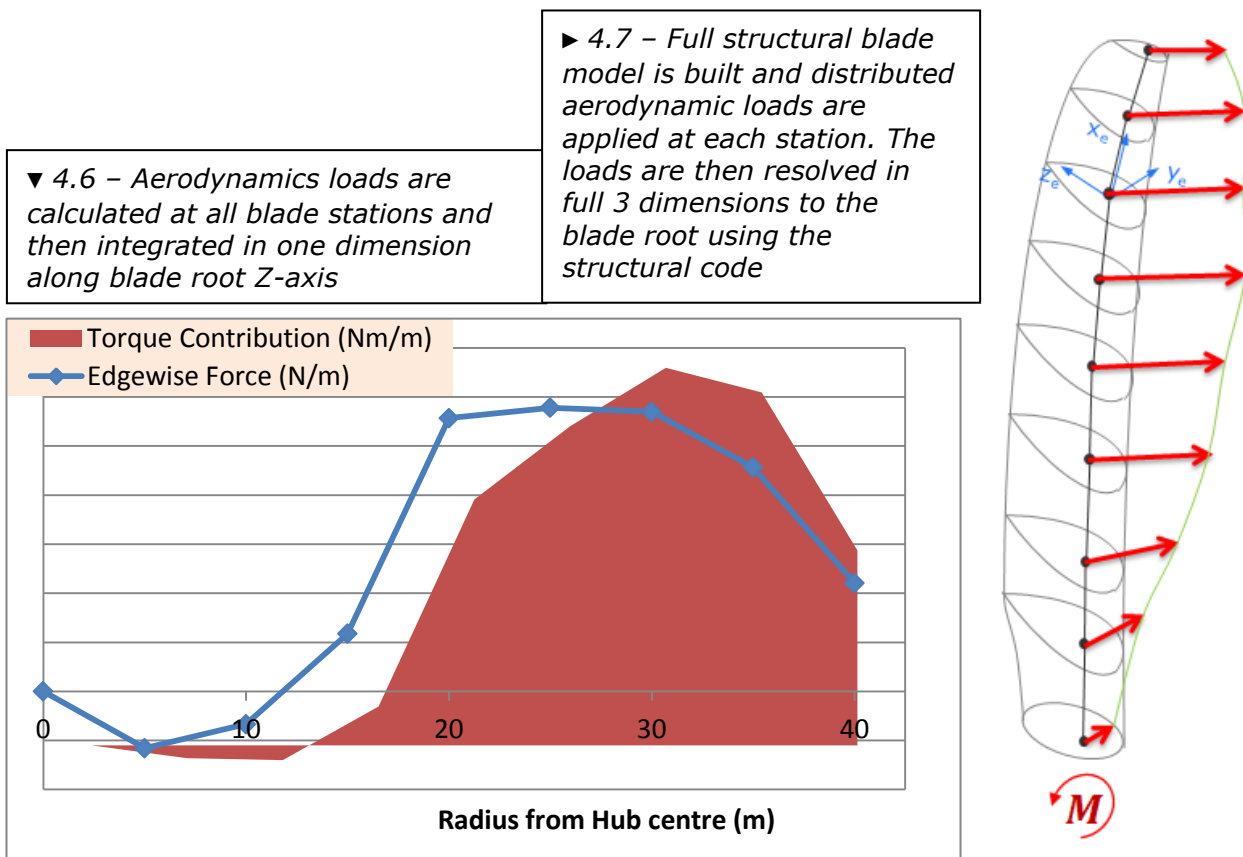 ► 4.7 – Full structural blade
model is built and distributed
aerodynamic loads are
applied at each station. The
loads are then resolved in
full 3 dimensions to the
blade root using the
structural code
▼ 4.6 – Aerodynamics loads are
calculated at all blade stations and
then integrated in one dimension
along blade root Z-axis
Torque Contribution (Nm/m)
Edgewise Force (N/m)
0 10 20 30 40
Radius from Hub centre (m)
x_e
z_e y_e
M